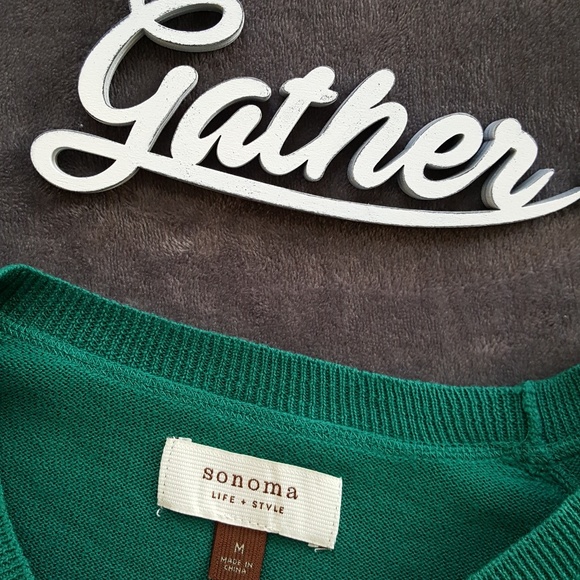 Gather
sonoma
LIFE + STYLE
M
MADE IN
CHINA